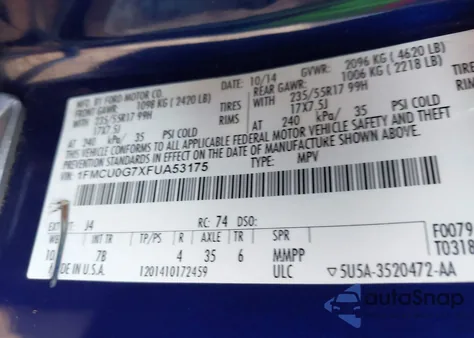 MFD. BY FORD MOTOR CO.
DATE: 10/14 GVWR: 2096 KG ( 4620 LB)
FRONT GAWR: 1098 KG ( 2420 LB) REAR GAWR: 1006 KG ( 2218 LB)
WITH 235/55R17 99H TIRES WITH 235/55R17 99H TIRES
17X7.5J RIMS 17X7.5J RIMS
AT 240 kPa/ 35 PSI COLD AT 240 kPa/ 35 PSI COLD
THIS VEHICLE CONFORMS TO ALL APPLICABLE FEDERAL MOTOR VEHICLE SAFETY AND THEFT
PREVENTION STANDARDS IN EFFECT ON THE DATE OF MANUFACTURE SHOWN ABOVE.
VIN: 1FMCU0G7XFUA53175
TYPE: MPV
EXT J4 RC: 74 DSO:
F0079
WB INT TR TP/PS R AXLE TR SPR
T0318
7B 4 35 6 MMPP
MADE IN U.S.A. 1201410172459 ULC ▽5U5A-3520472-AA
autoSnap